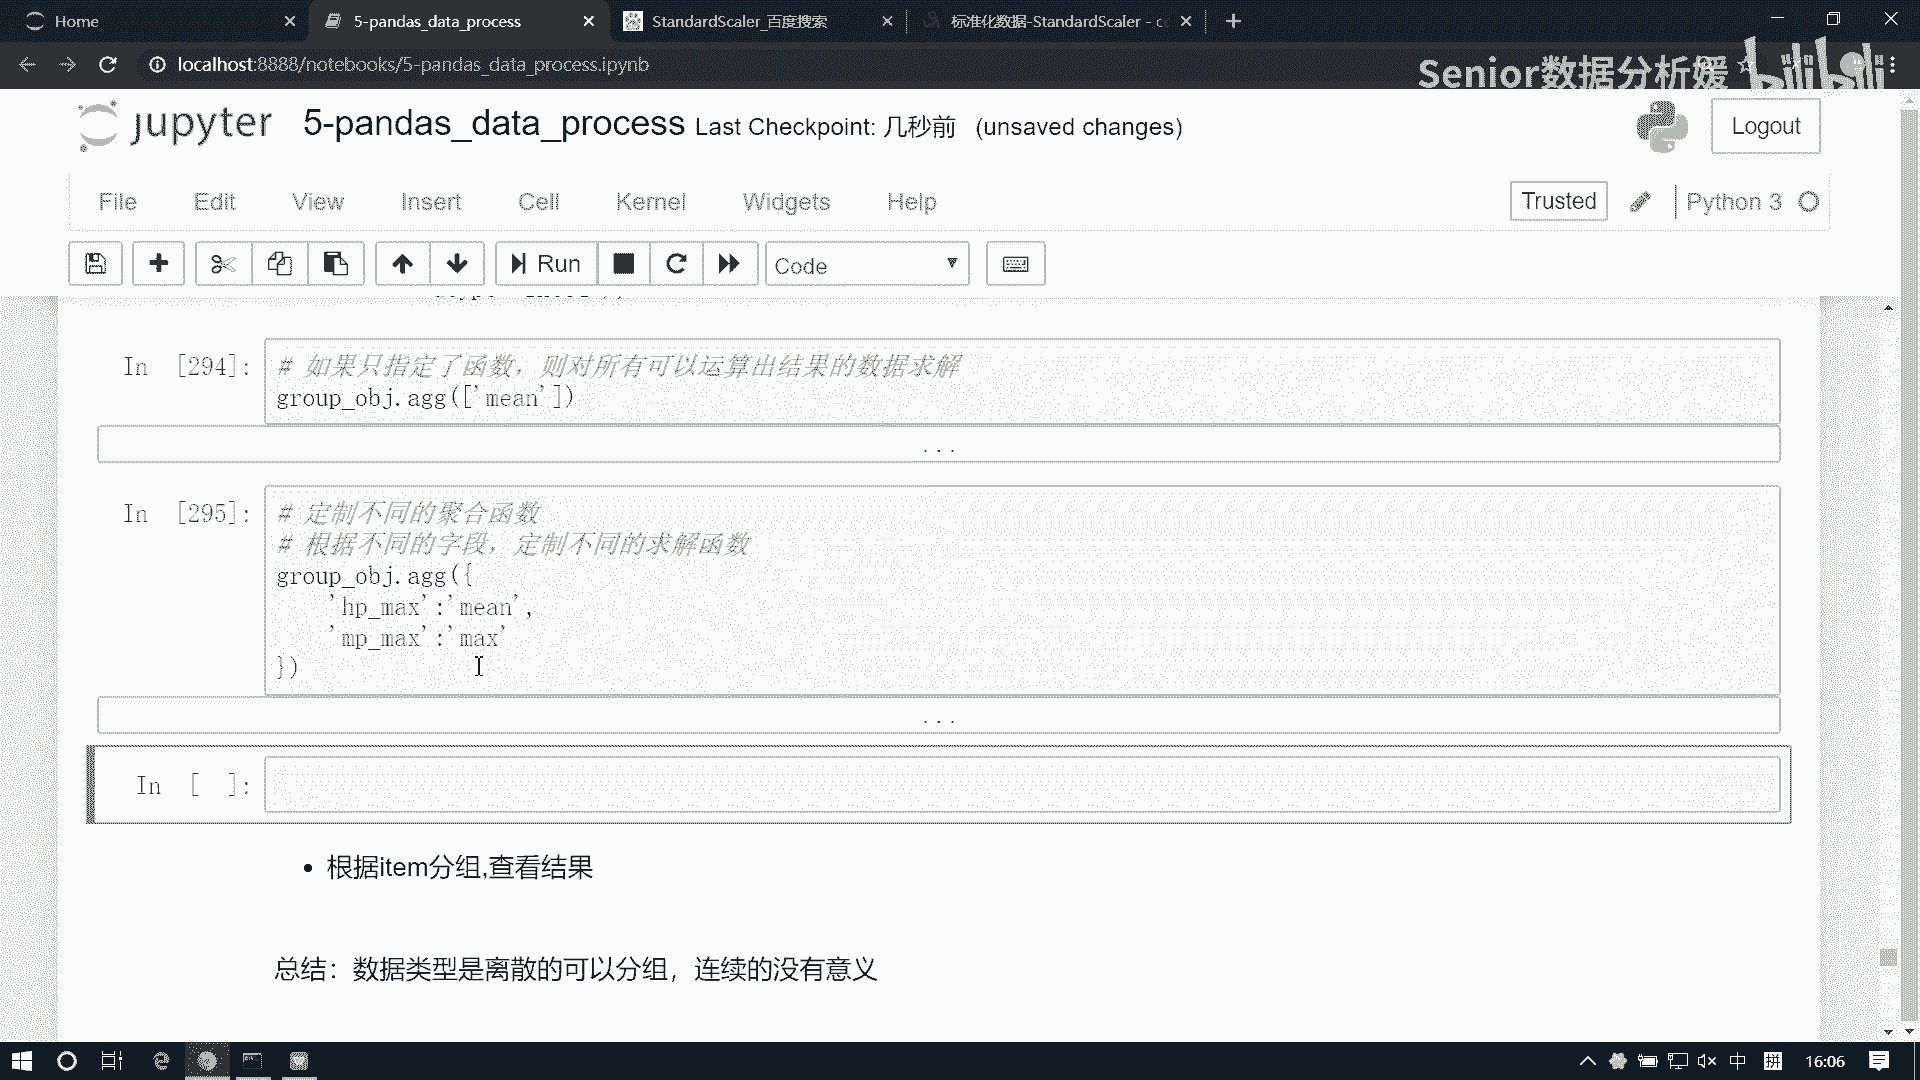 Home
5-pandas_data_process
StandardScaler_百度搜索
标准化数据-StandardScaler - c
localhost:8888/notebooks/5-pandas_data_process.ipynb
Senior数据分析媛
bilibili
jupyter
5-pandas_data_process Last Checkpoint: 几秒前 (unsaved changes)
Logout
File Edit View Insert Cell Kernel Widgets Help
Trusted
Python 3
Run
Code
In [294]:
# 如果只指定了函数，则对所有可以运算出结果的数据求解
group_obj.agg(['mean'])
...
In [295]:
# 定制不同的聚合函数
# 根据不同的字段，定制不同的求解函数
group_obj.agg({
'hp_max':'mean',
'mp_max':'max'
})
...
In [ ]:
• 根据item分组,查看结果
总结：数据类型是离散的可以分组，连续的没有意义
中
拼
16:06